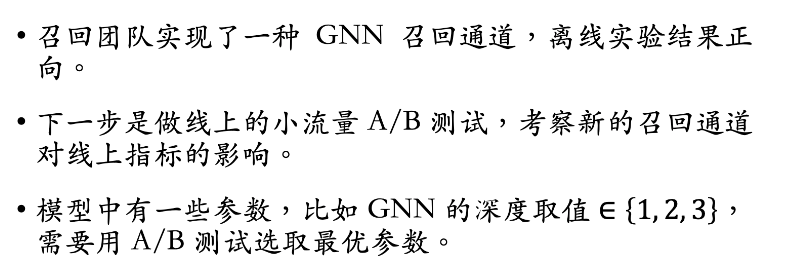 • 召回团队实现了一种 GNN 召回通道，离线实验结果正
向。
• 下一步是做线上的小流量 A/B 测试，考察新的召回通道
对线上指标的影响。
• 模型中有一些参数，比如 GNN 的深度取值 ∈ {1, 2, 3}，
需要用 A/B 测试选取最优参数。